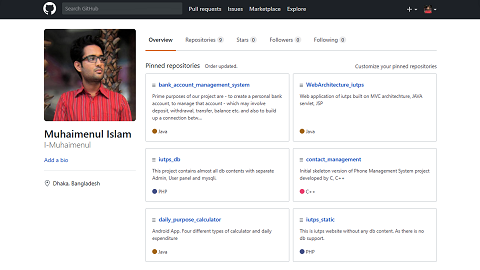 Search GitHub
Pull requests Issues Marketplace Explore
Overview Repositories 9 Stars 0 Followers 0 Following 0
Pinned repositories Order updated. Customize your pinned repositories
bank_account_management_system
Prime purposes of our project are - to create a personal bank
account, to manage that account - which may involve
deposit, withdrawal, transfer, balance etc. and also to build
up a connection betw...
Java
WebArchitecture_iutps
Web application of iutps built on MVC architechture, JAVA
servlet, JSP
Java
Muhaimenul Islam
I-Muhaimenul
Add a bio
Dhaka, Bangladesh
iutps_db
This project contains almost all db contents with separate
Admin, User panel and mysqli.
PHP
contact_management
Initial skeleton version of Phone Management System project
developed by C, C++
C++
daily_purpose_calculator
Android App. Four different types of calculator and daily
expenditure
Java
iutps_static
This is iutps website without any db content. As there is no
db support.
PHP